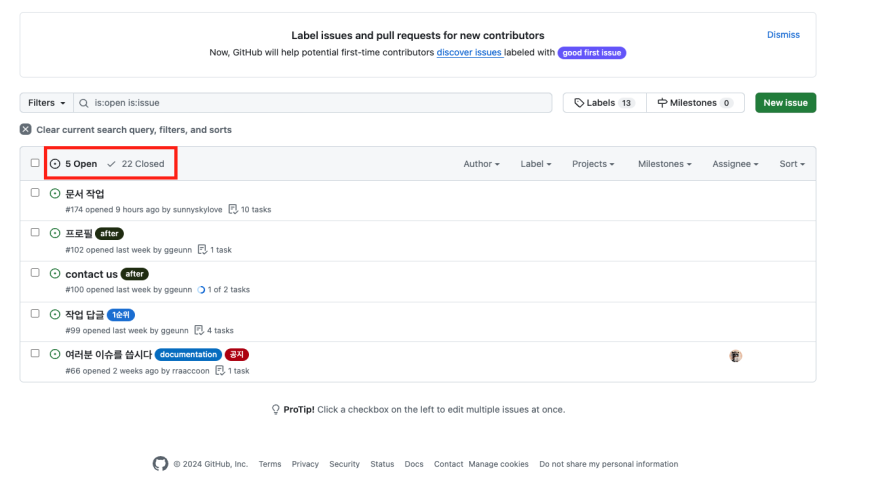 Label issues and pull requests for new contributors
Dismiss
Now, GitHub will help potential first-time contributors discover issues labeled with good first issue
Filters is:open is:issue Labels 13 Milestones 0 New issue
Clear current search query, filters, and sorts
5 Open 22 Closed Author Label Projects Milestones Assignee Sort
문서 작업
#174 opened 9 hours ago by sunnyskylove 10 tasks
프로필 after
#102 opened last week by ggeunn 1 task
contact us after
#100 opened last week by ggeunn 1 of 2 tasks
작업 답글 1순위
#99 opened last week by ggeunn 4 tasks
여러분 이슈를 씁시다 documentation 공지
#66 opened 2 weeks ago by rraaccoon 1 task
ProTip! Click a checkbox on the left to edit multiple issues at once.
© 2024 GitHub, Inc. Terms Privacy Security Status Docs Contact Manage cookies Do not share my personal information